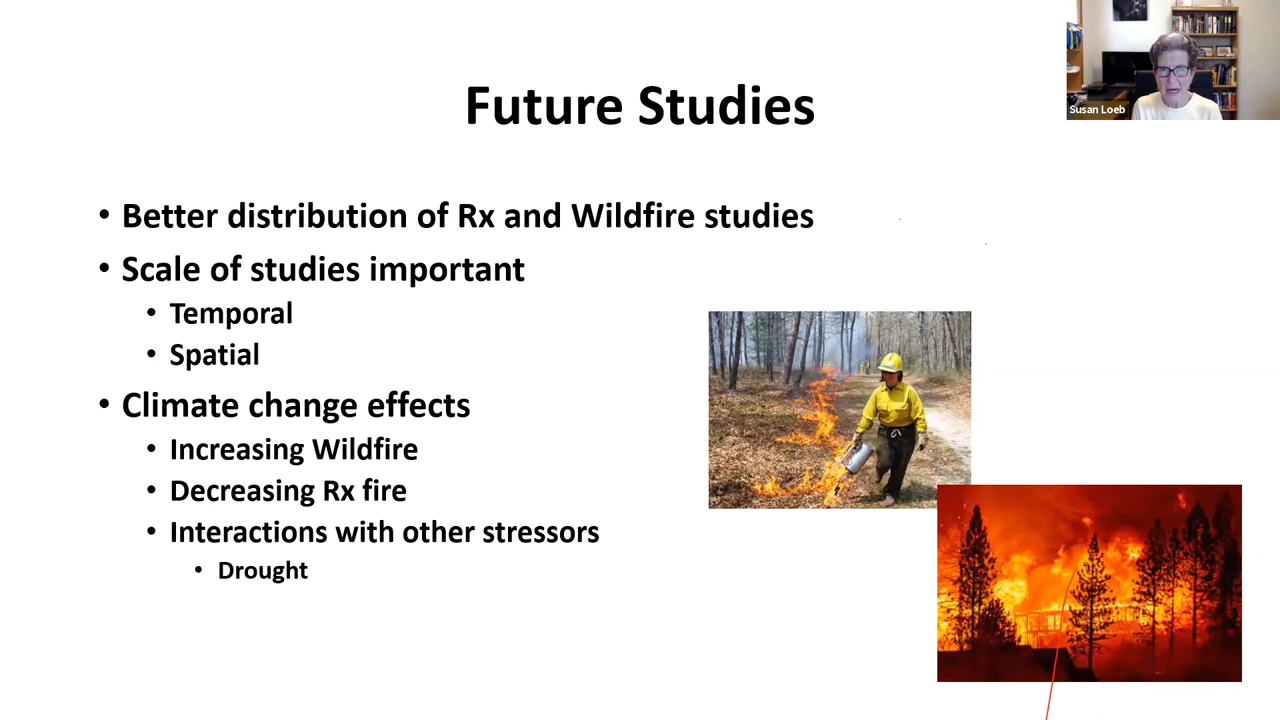 Susan Loeb
Future Studies
• Better distribution of Rx and Wildfire studies
• Scale of studies important
• Temporal
• Spatial
• Climate change effects
• Increasing Wildfire
• Decreasing Rx fire
• Interactions with other stressors
• Drought